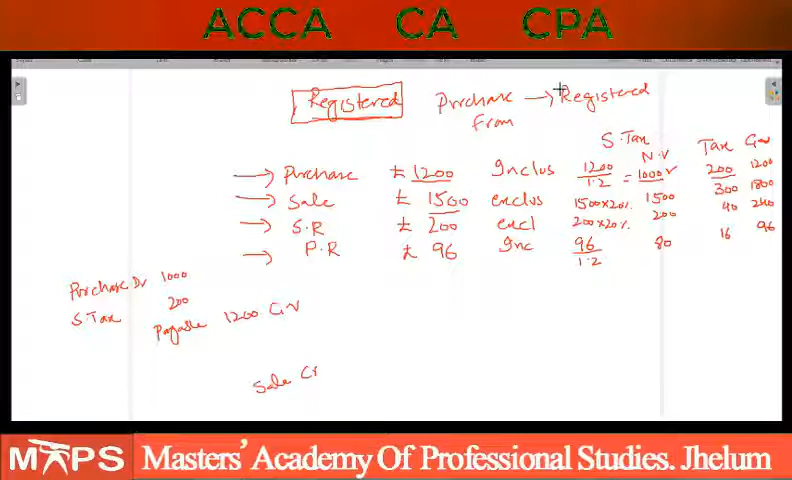 ACCA CA CPA
Registered Purchase → Registered
From
S.Tax
N.V Tax G.V
→ Purchase £ 1200 Inclus 1200/1.2 = 1000 200 1200
→ Sale £ 1500 exclus 1500×20% 1500 300 1800
→ S.R £ 200 excl 200×20% 200 40 240
→ P.R £ 96 Inc 96/1.2 80 16 96
Purchase Dr 1000
S.Tax 200
Payable 1200 G.V
Sale Cr
MAPS Masters' Academy Of Professional Studies. Jhelum